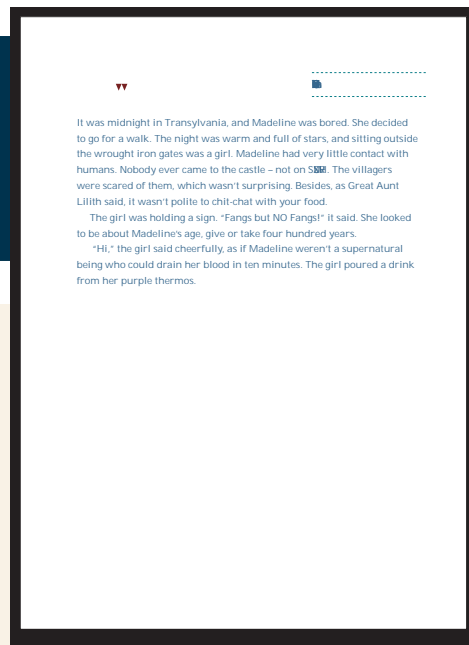 It was midnight in Transylvania, and Madeline was bored. She decided
to go for a walk. The night was warm and full of stars, and sitting outside
the wrought iron gates was a girl. Madeline had very little contact with
humans. Nobody ever came to the castle – not on . The villagers
were scared of them, which wasn’t surprising. Besides, as Great Aunt
Lilith said, it wasn’t polite to chit-chat with your food.
The girl was holding a sign. “Fangs but NO Fangs!” it said. She looked
to be about Madeline’s age, give or take four hundred years.
“Hi,” the girl said cheerfully, as if Madeline weren’t a supernatural
being who could drain her blood in ten minutes. The girl poured a drink
from her purple thermos.